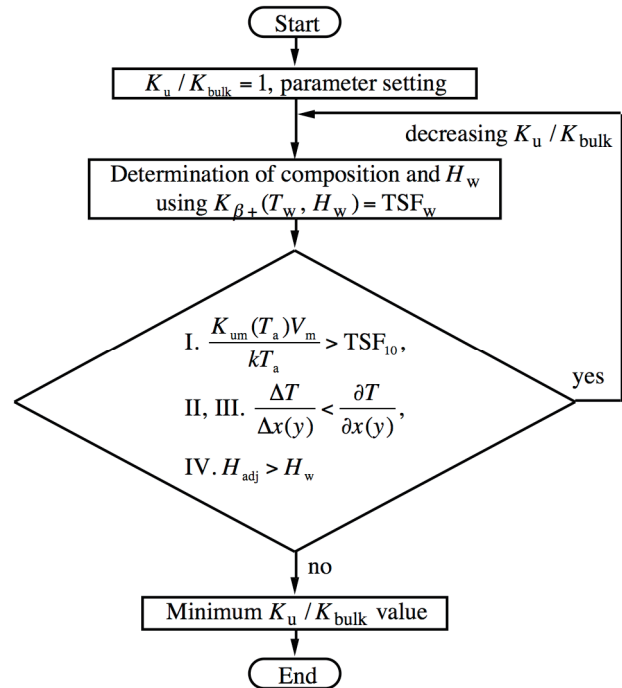 Start
K_u / K_bulk = 1, parameter setting
decreasing K_u / K_bulk
Determination of composition and H_w
using K_β+(T_w, H_w) = TSF_w
I. K_um(T_a)V_m / kT_a > TSF_10,
yes
II, III. ΔT / Δx(y) < ∂T / ∂x(y),
IV. H_adj > H_w
no
Minimum K_u / K_bulk value
End